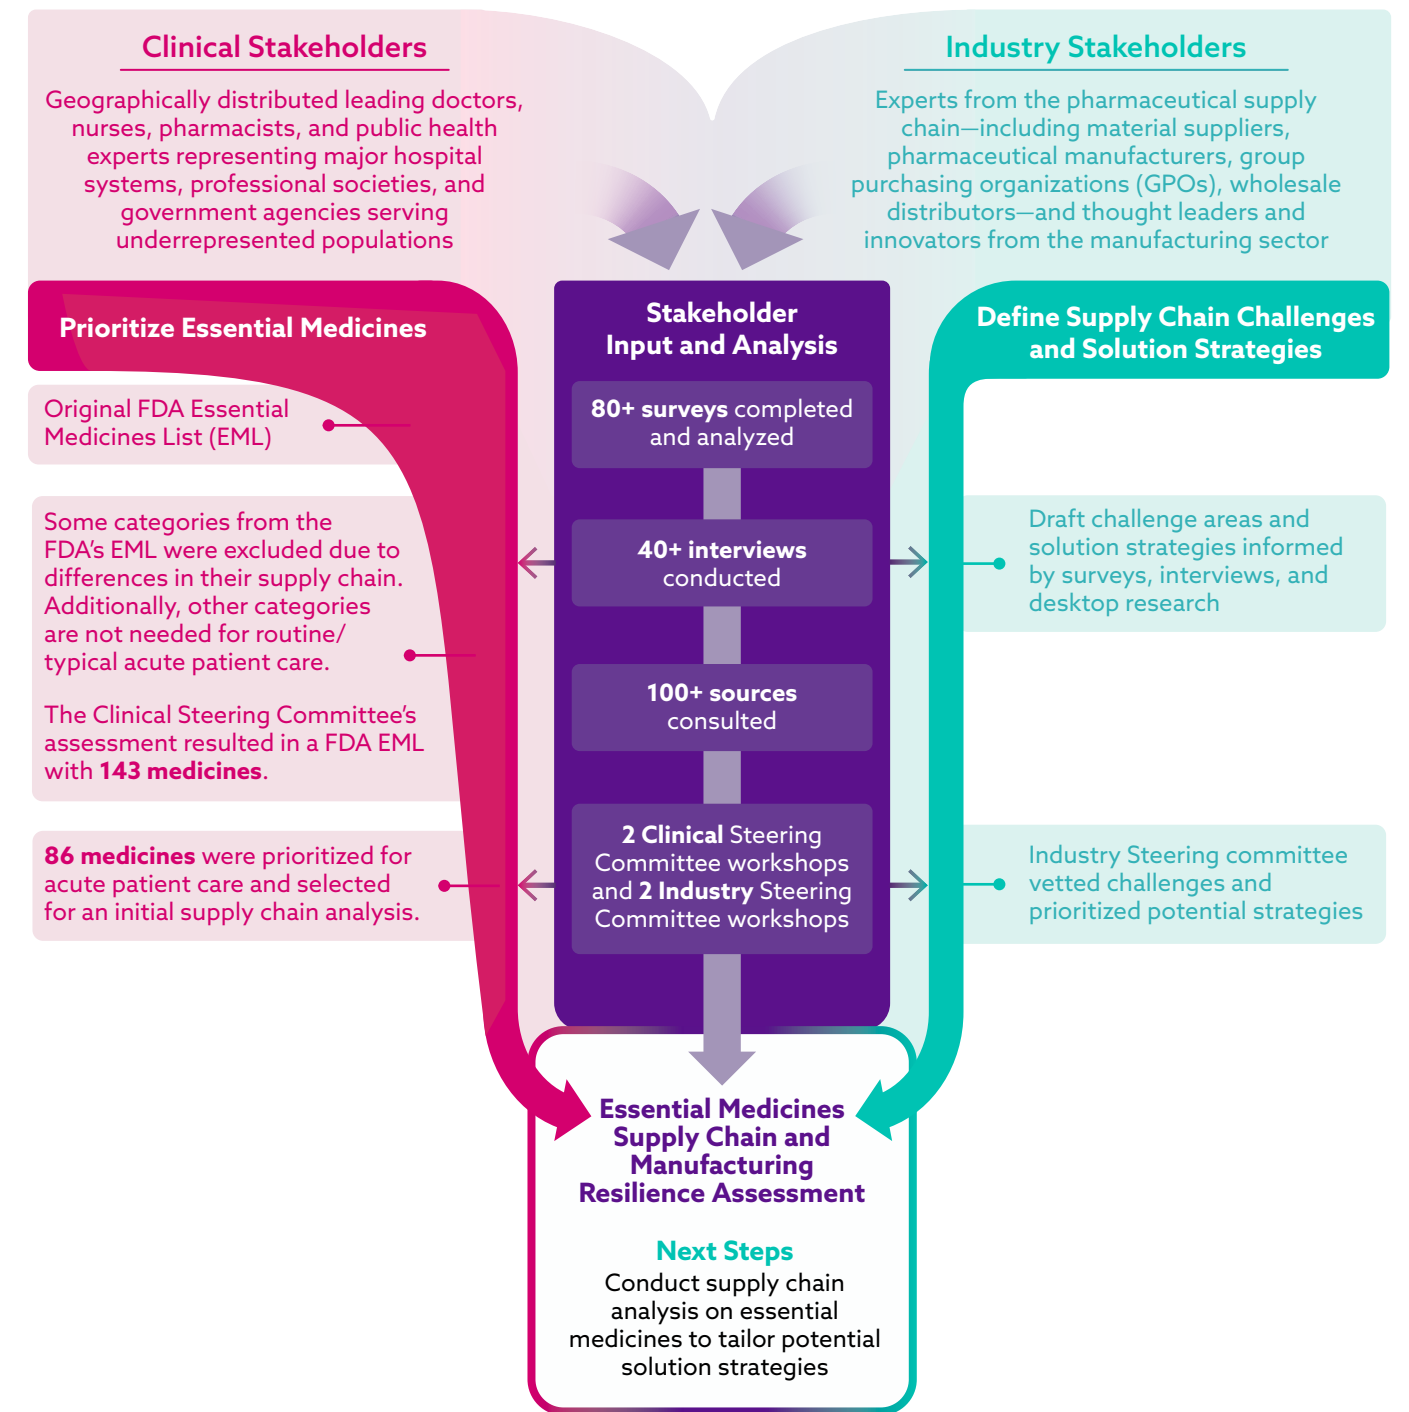 Clinical Stakeholders
Geographically distributed leading doctors,
nurses, pharmacists, and public health
experts representing major hospital
systems, professional societies, and
government agencies serving
underrepresented populations
Industry Stakeholders
Experts from the pharmaceutical supply
chain—including material suppliers,
pharmaceutical manufacturers, group
purchasing organizations (GPOs), wholesale
distributors—and thought leaders and
innovators from the manufacturing sector
Prioritize Essential Medicines
Original FDA Essential
Medicines List (EML)
Some categories from the
FDA’s EML were excluded due to
differences in their supply chain.
Additionally, other categories
are not needed for routine/
typical acute patient care.
The Clinical Steering Committee’s
assessment resulted in a FDA EML
with 143 medicines.
86 medicines were prioritized for
acute patient care and selected
for an initial supply chain analysis.
Stakeholder
Input and Analysis
80+ surveys completed
and analyzed
40+ interviews
conducted
100+ sources
consulted
2 Clinical Steering
Committee workshops
and 2 Industry Steering
Committee workshops
Define Supply Chain Challenges
and Solution Strategies
Draft challenge areas and
solution strategies informed
by surveys, interviews, and
desktop research
Industry Steering committee
vetted challenges and
prioritized potential strategies
Essential Medicines
Supply Chain and
Manufacturing
Resilience Assessment
Next Steps
Conduct supply chain
analysis on essential
medicines to tailor potential
solution strategies